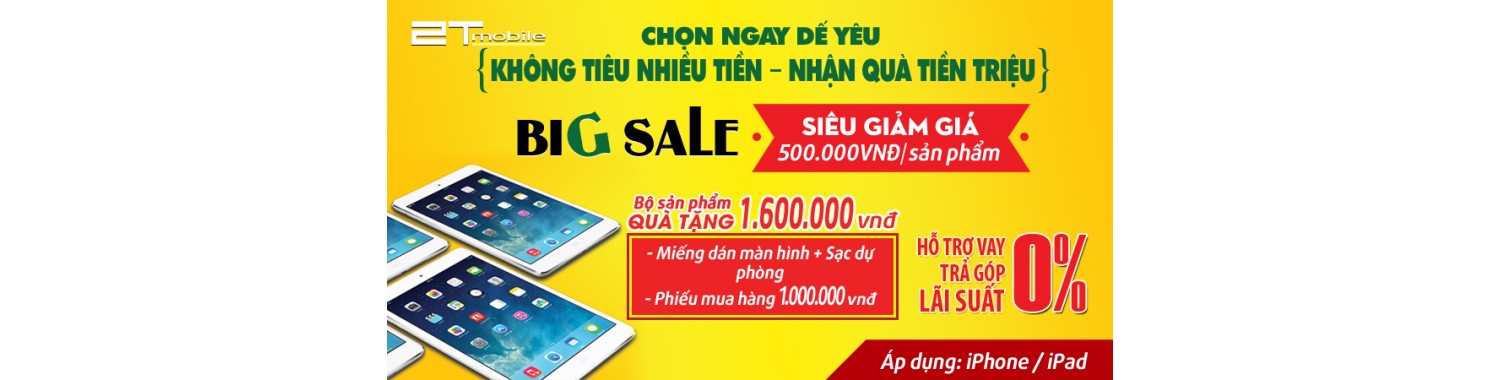 2Tmobile
CHỌN NGAY DẾ YÊU
{KHÔNG TIÊU NHIỀU TIỀN – NHẬN QUÀ TIỀN TRIỆU}
BIG SALE
SIÊU GIẢM GIÁ
500.000VNĐ/sản phẩm
Bộ sản phẩm
QUÀ TẶNG 1.600.000 vnđ
- Miếng dán màn hình + Sạc dự
phòng
- Phiếu mua hàng 1.000.000 vnđ
HỖ TRỢ VAY
TRẢ GÓP
LÃI SUẤT 0%
Áp dụng: iPhone / iPad